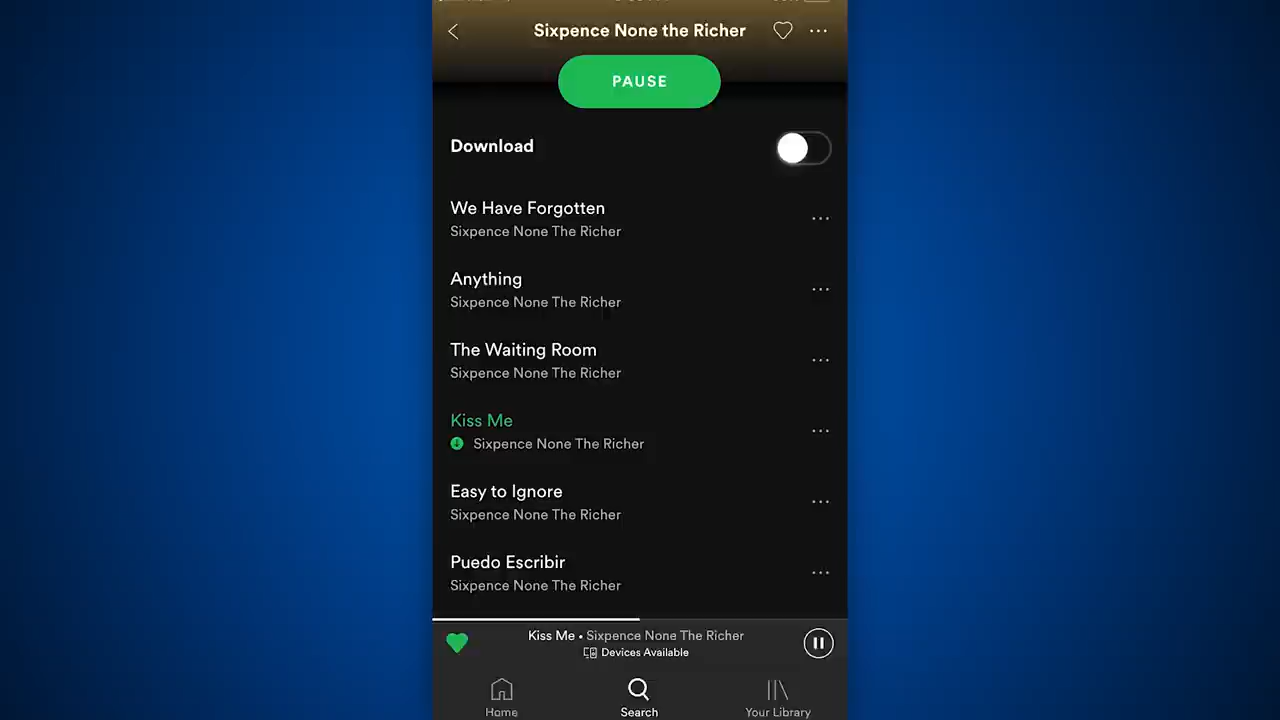 Sixpence None the Richer
PAUSE
Download
We Have Forgotten
Sixpence None The Richer
Anything
Sixpence None The Richer
The Waiting Room
Sixpence None The Richer
Kiss Me
Sixpence None The Richer
Easy to Ignore
Sixpence None The Richer
Puedo Escribir
Sixpence None The Richer
Kiss Me • Sixpence None The Richer
Devices Available
Home
Search
Your Library